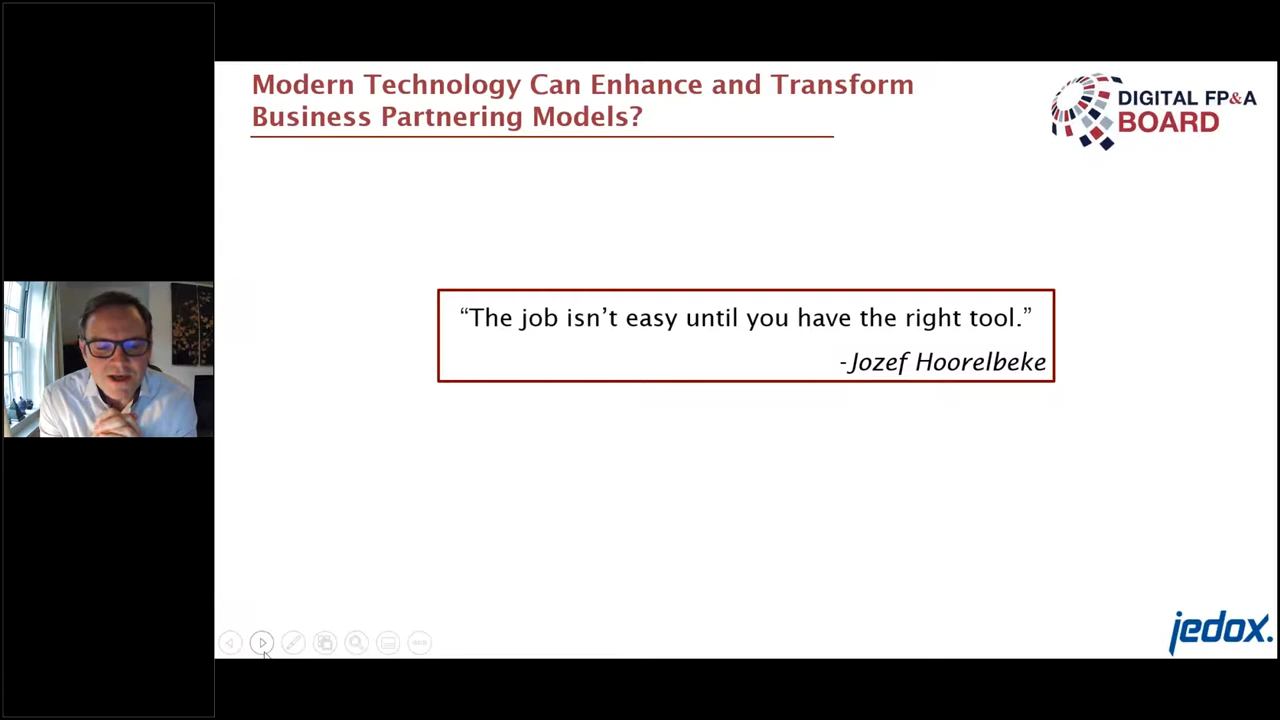 Modern Technology Can Enhance and Transform
Business Partnering Models?
DIGITAL FP&A
BOARD
“The job isn’t easy until you have the right tool.”
-Jozef Hoorelbeke
jedox.